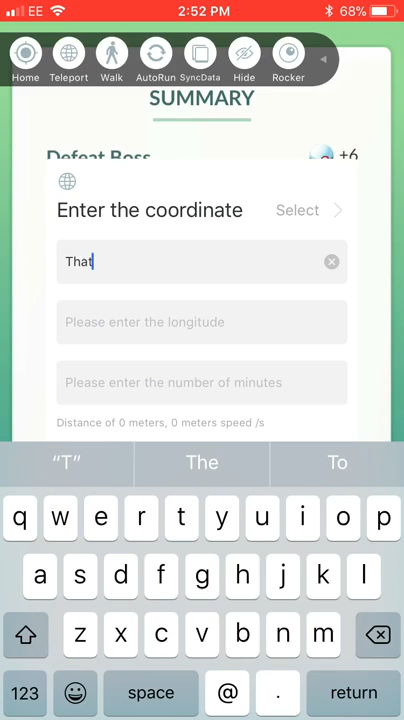 EE 2:52 PM 68%
Home Teleport Walk AutoRun SyncData Hide Rocker
SUMMARY
Defeat Boss +6
Enter the coordinate Select
That
Please enter the longitude
Please enter the number of minutes
Distance of 0 meters, 0 meters speed /s
“T” The To
q w e r t y u i o p
a s d f g h j k l
z x c v b n m
123 space @ . return